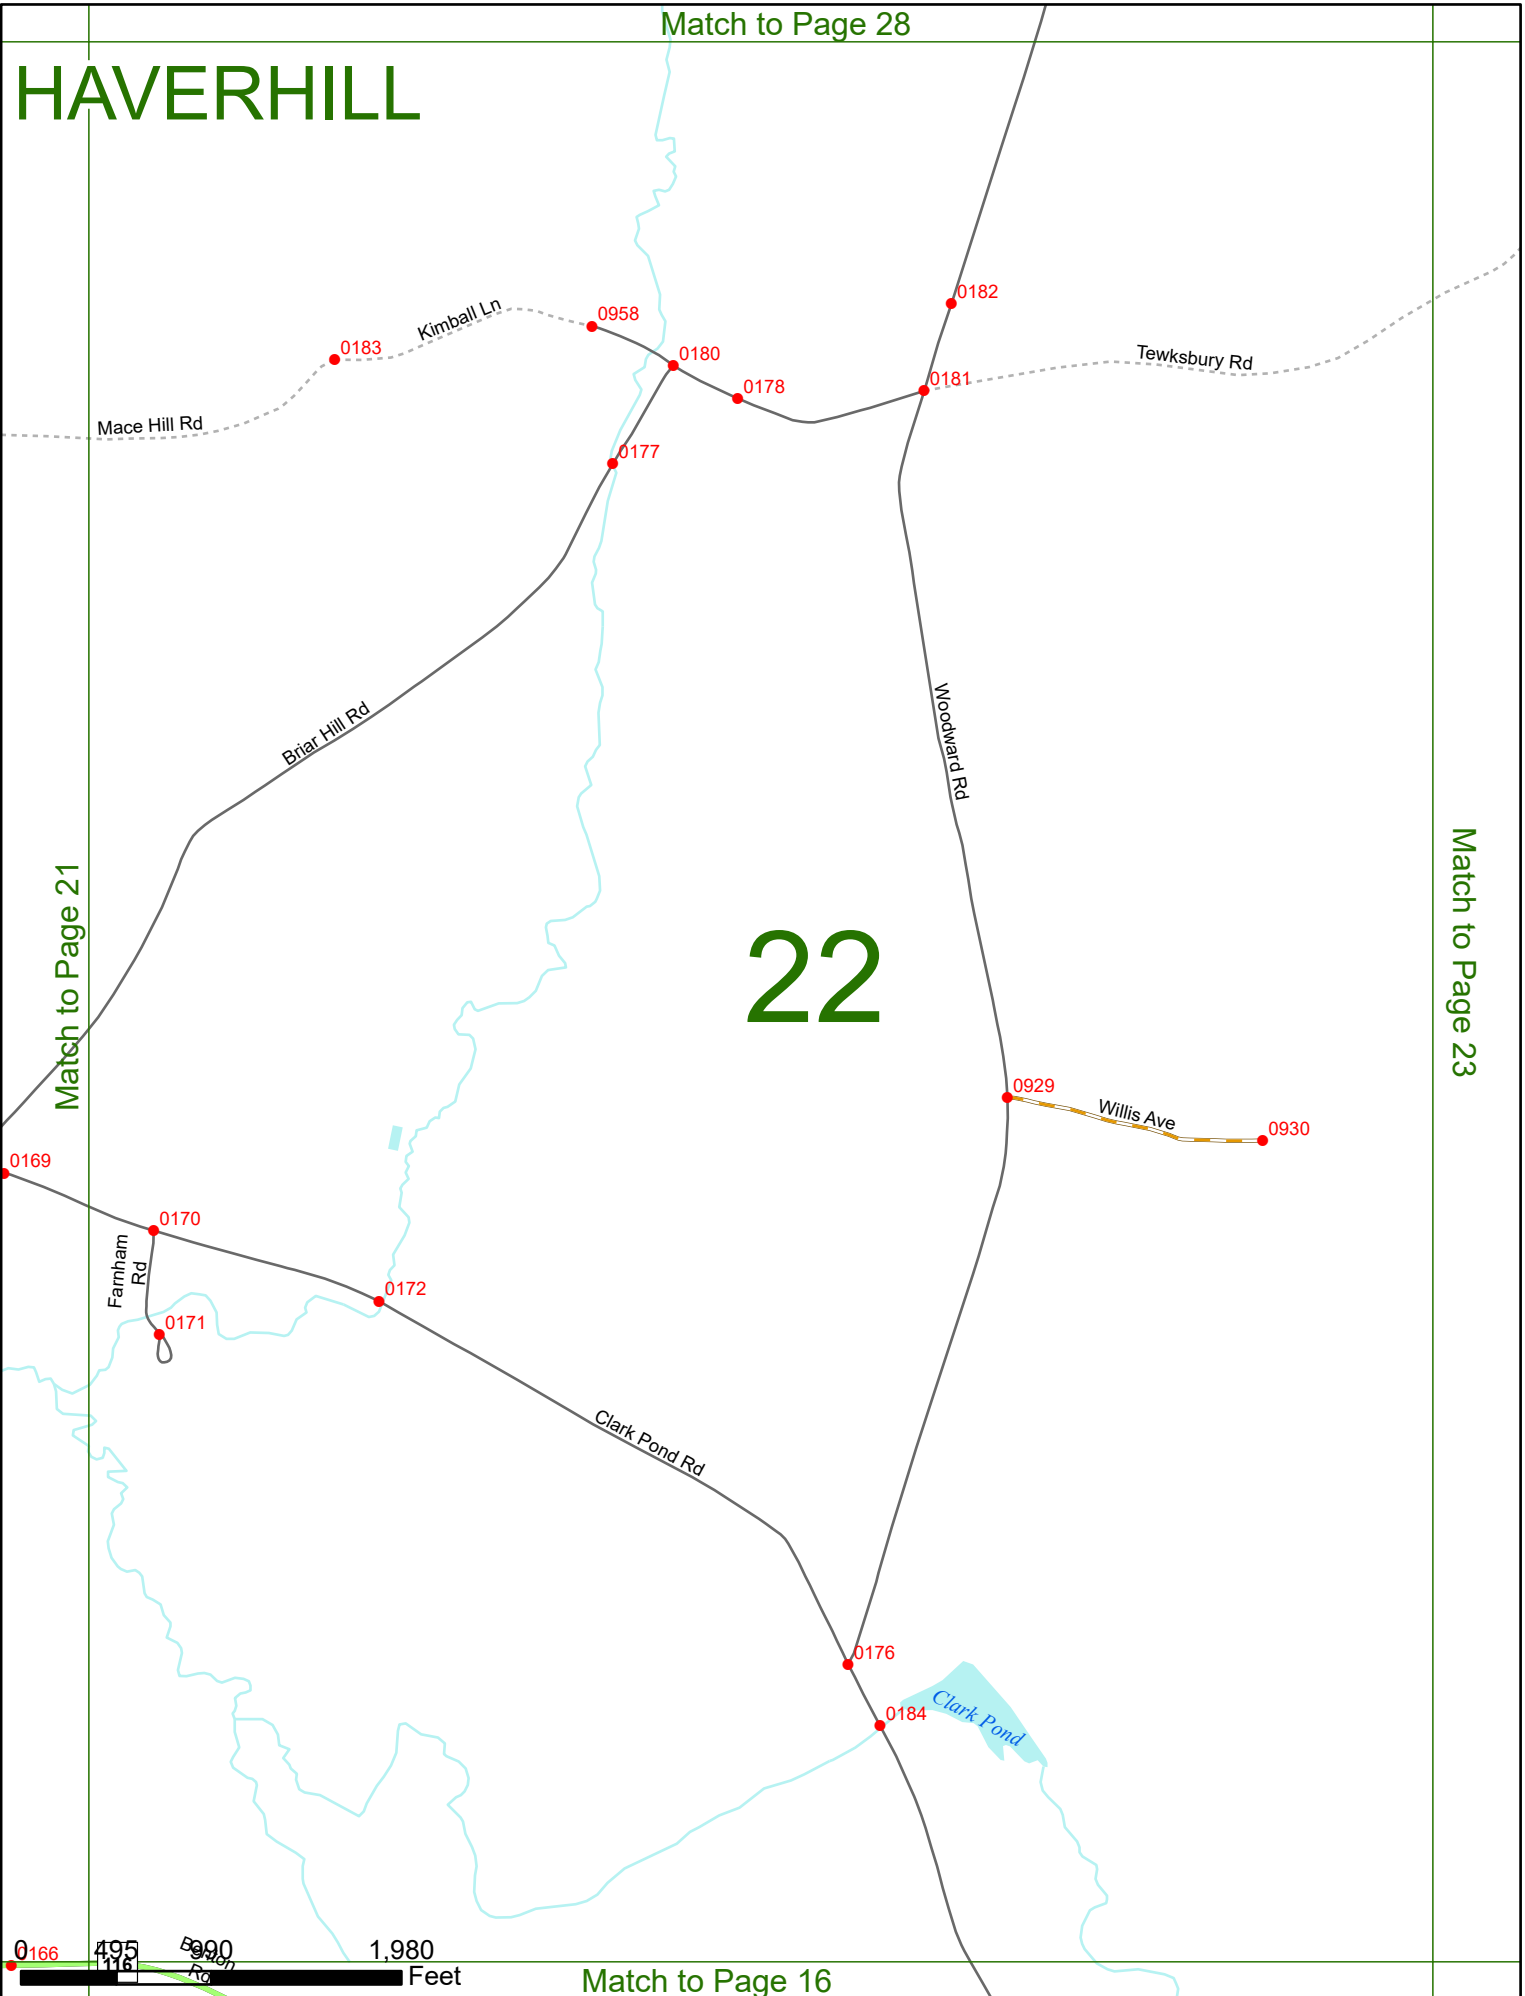 Match to Page 28
HAVERHILL
0182
Kimball Ln
0958
0183
0180
Tewksbury Rd
0181
0178
Mace Hill Rd
0177
Briar Hill Rd
Woodward Rd
Match to Page 21
22
Match to Page 23
0929
Willis Ave
0930
0169
0170
Farnham
Rd
0172
0171
Clark Pond Rd
0176
0184
Clark Pond
0166
0 495 990 1,980
Feet
116
Benton
Rd
Match to Page 16